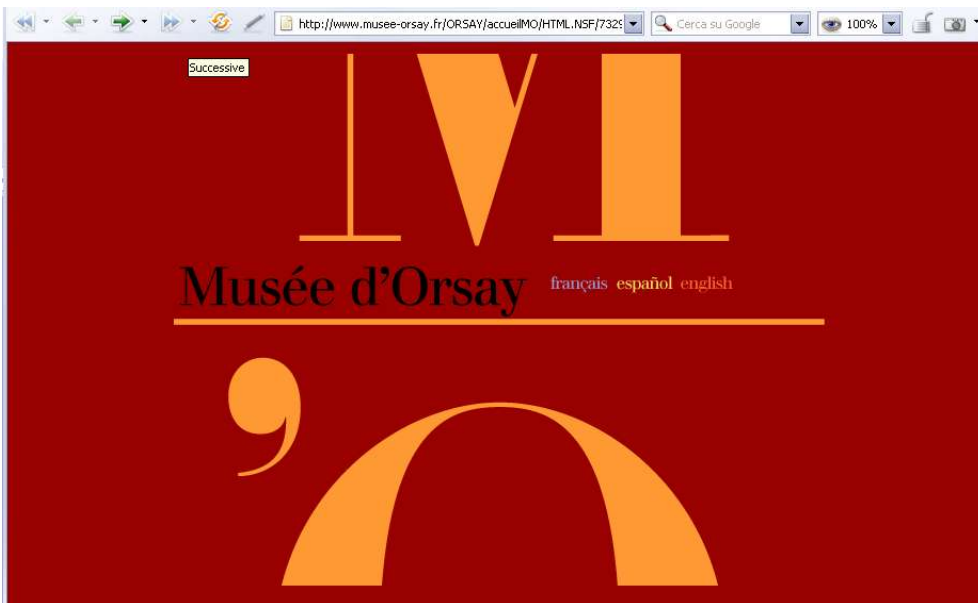 http://www.musee-orsay.fr/ORSAY/accueilMO/HTML.NSF/7329
Cerca su Google
100%
Successive
M
Musée d'Orsay
français español english
'O